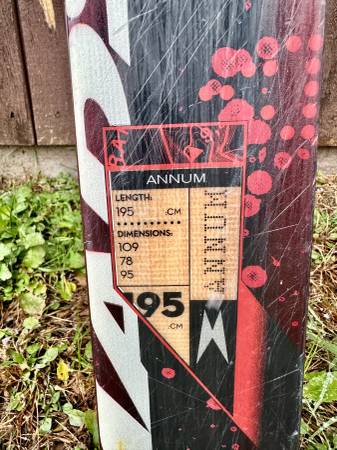 ANNUM
LENGTH:
195 .CM
DIMENSIONS:
109
78
95
195
.CM
ANNUM